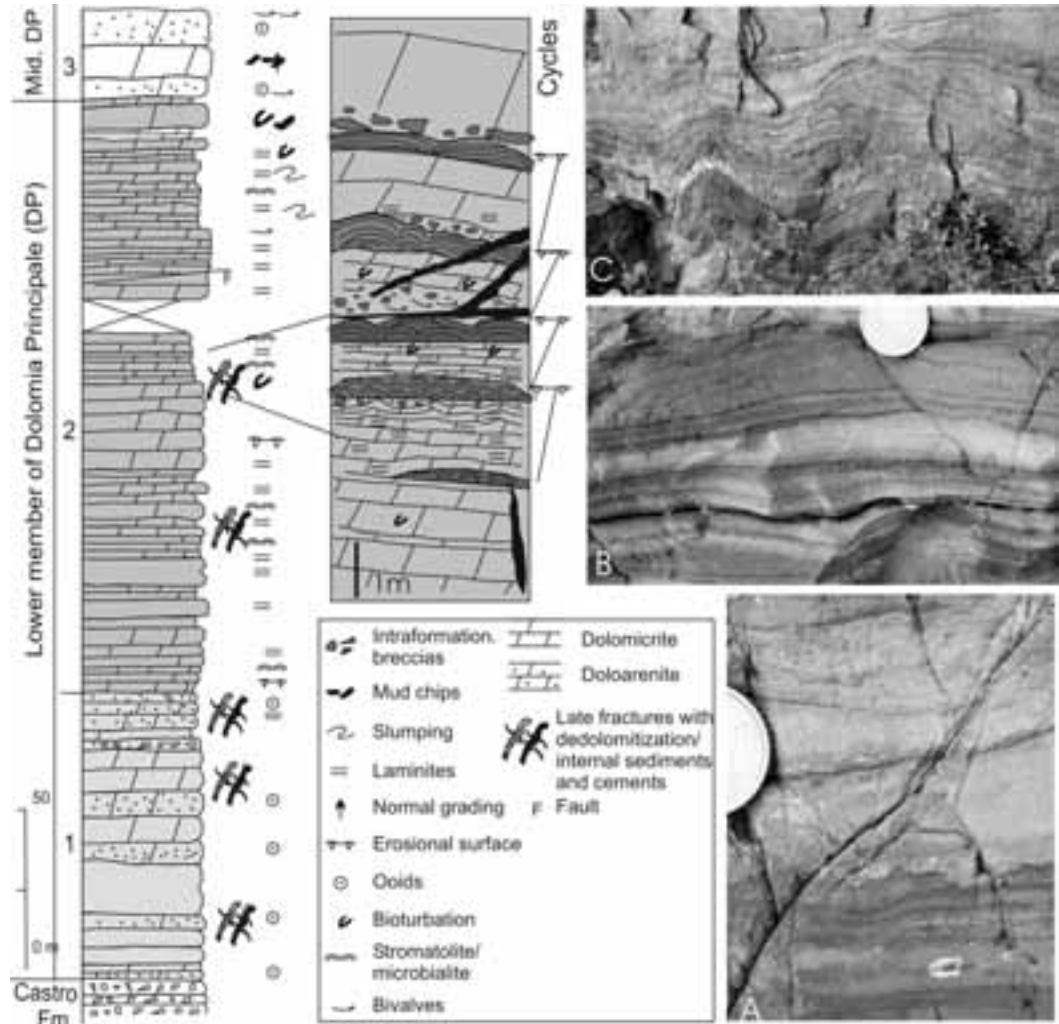 Mid. DP
Lower member of Dolomia Principale (DP)
3
2
1
50
0 m
Castro
Fm
Cycles
1m
C
B
A
Intraformation.
breccias
Mud chips
Slumping
Laminites
Normal grading
Erosional surface
Ooids
Bioturbation
Stromatolite/
microbialite
Bivalves
Dolomicrite
Doloarenite
Late fractures with
dedolomitization/
internal sediments
and cements
F Fault